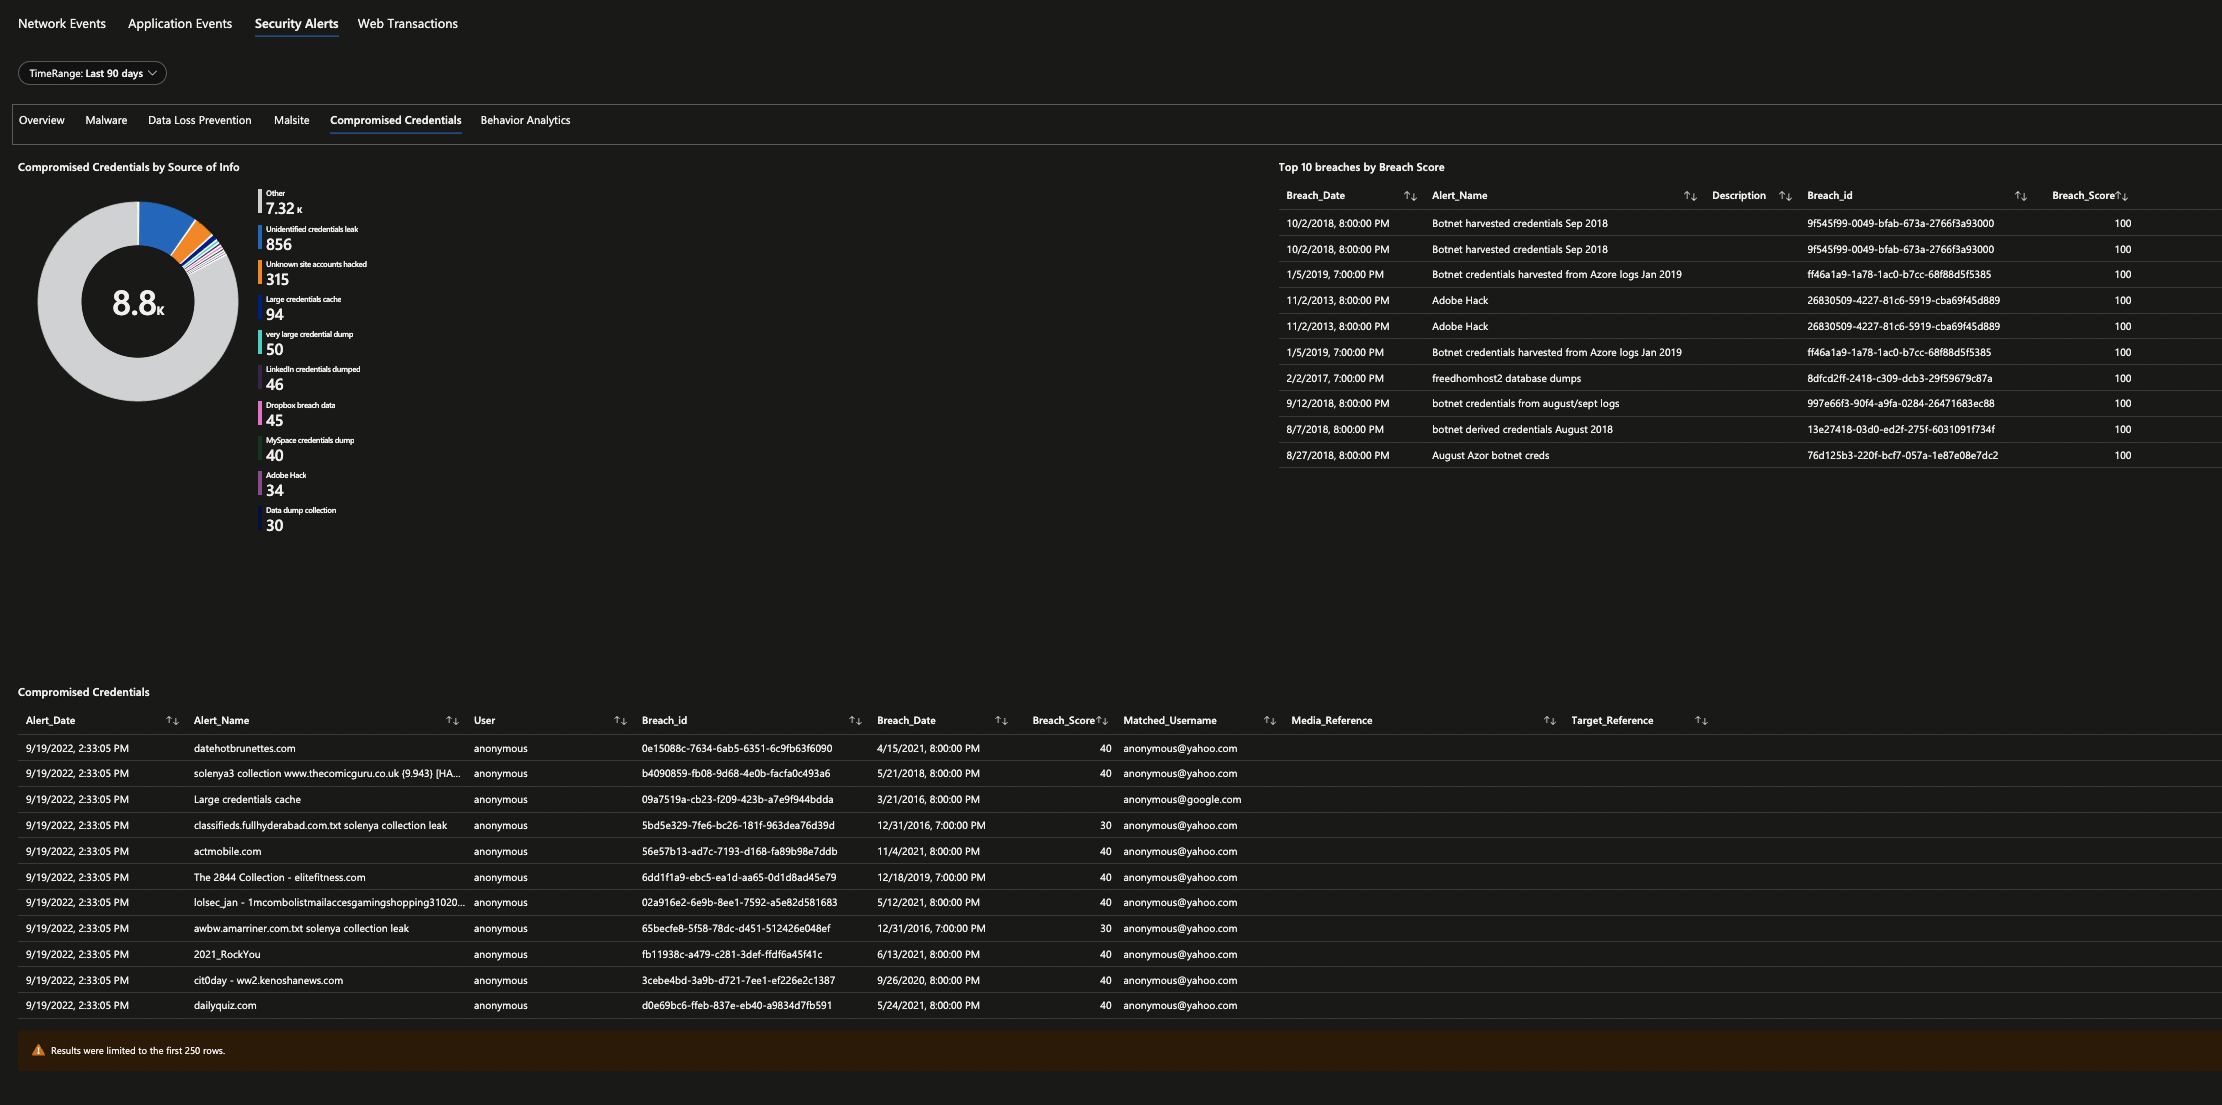 Network Events Application Events Security Alerts Web Transactions
TimeRange: Last 90 days
Overview Malware Data Loss Prevention Malsite Compromised Credentials Behavior Analytics
Compromised Credentials by Source of Info
8.8K
Other
7.32 K
Unidentified credentials leak
856
Unknown site accounts hacked
315
Large credentials cache
94
very large credential dump
50
LinkedIn credentials dumped
46
Dropbox breach data
45
MySpace credentials dump
40
Adobe Hack
34
Data dump collection
30
Top 10 breaches by Breach Score
Breach_Date Alert_Name Description Breach_id Breach_Score
10/2/2018, 8:00:00 PM Botnet harvested credentials Sep 2018 9f545f99-0049-bfab-673a-2766f3a93000 100
10/2/2018, 8:00:00 PM Botnet harvested credentials Sep 2018 9f545f99-0049-bfab-673a-2766f3a93000 100
1/5/2019, 7:00:00 PM Botnet credentials harvested from Azore logs Jan 2019 ff46a1a9-1a78-1ac0-b7cc-68f88d5f5385 100
11/2/2013, 8:00:00 PM Adobe Hack 26830509-4227-81c6-5919-cba69f45d889 100
11/2/2013, 8:00:00 PM Adobe Hack 26830509-4227-81c6-5919-cba69f45d889 100
1/5/2019, 7:00:00 PM Botnet credentials harvested from Azore logs Jan 2019 ff46a1a9-1a78-1ac0-b7cc-68f88d5f5385 100
2/2/2017, 7:00:00 PM freedhomhost2 database dumps 8dfcd2ff-2418-c309-dcb3-29f59679c87a 100
9/12/2018, 8:00:00 PM botnet credentials from august/sept logs 997e66f3-90f4-a9fa-0284-26471683ec88 100
8/7/2018, 8:00:00 PM botnet derived credentials August 2018 13e27418-03d0-ed2f-275f-6031091f734f 100
8/27/2018, 8:00:00 PM August Azor botnet creds 76d125b3-220f-bcf7-057a-1e87e08e7dc2 100
Compromised Credentials
Alert_Date Alert_Name User Breach_id Breach_Date Breach_Score Matched_Username Media_Reference Target_Reference
9/19/2022, 2:33:05 PM datehotbrunettes.com anonymous 0e15088c-7634-6ab5-6351-6c9fb63f6090 4/15/2021, 8:00:00 PM 40 anonymous@yahoo.com
9/19/2022, 2:33:05 PM solenya3 collection www.thecomicguru.co.uk (9.943) [HA... anonymous b4090859-fb08-9d68-4e0b-facfa0c493a6 5/21/2018, 8:00:00 PM 40 anonymous@yahoo.com
9/19/2022, 2:33:05 PM Large credentials cache anonymous 09a7519a-cb23-f209-423b-a7e9f944bdda 3/21/2016, 8:00:00 PM anonymous@google.com
9/19/2022, 2:33:05 PM classifieds.fullhyderabad.com.txt solenya collection leak anonymous 5bd5e329-7fe6-bc26-181f-963dea76d39d 12/31/2016, 7:00:00 PM 30 anonymous@yahoo.com
9/19/2022, 2:33:05 PM actmobile.com anonymous 56e57b13-ad7c-7193-d168-fa89b98e7ddb 11/4/2021, 8:00:00 PM 40 anonymous@yahoo.com
9/19/2022, 2:33:05 PM The 2844 Collection - elitefitness.com anonymous 6dd1f1a9-ebc5-ea1d-aa65-0d1d8ad45e79 12/18/2019, 7:00:00 PM 40 anonymous@yahoo.com
9/19/2022, 2:33:05 PM lolsec_jan - 1mcombolistmailaccesgamingshopping31020... anonymous 02a916e2-6e9b-8ee1-7592-a5e82d581683 5/12/2021, 8:00:00 PM 40 anonymous@yahoo.com
9/19/2022, 2:33:05 PM awbw.amarriner.com.txt solenya collection leak anonymous 65becfe8-5f58-78dc-d451-512426e048ef 12/31/2016, 7:00:00 PM 30 anonymous@yahoo.com
9/19/2022, 2:33:05 PM 2021_RockYou anonymous fb11938c-a479-c281-3def-ffdf6a45f41c 6/13/2021, 8:00:00 PM 40 anonymous@yahoo.com
9/19/2022, 2:33:05 PM cit0day - ww2.kenoshanews.com anonymous 3cebe4bd-3a9b-d721-7ee1-ef226e2c1387 9/26/2020, 8:00:00 PM 40 anonymous@yahoo.com
9/19/2022, 2:33:05 PM dailyquiz.com anonymous d0e69bc6-ffeb-837e-eb40-a9834d7fb591 5/24/2021, 8:00:00 PM 40 anonymous@yahoo.com
Results were limited to the first 250 rows.